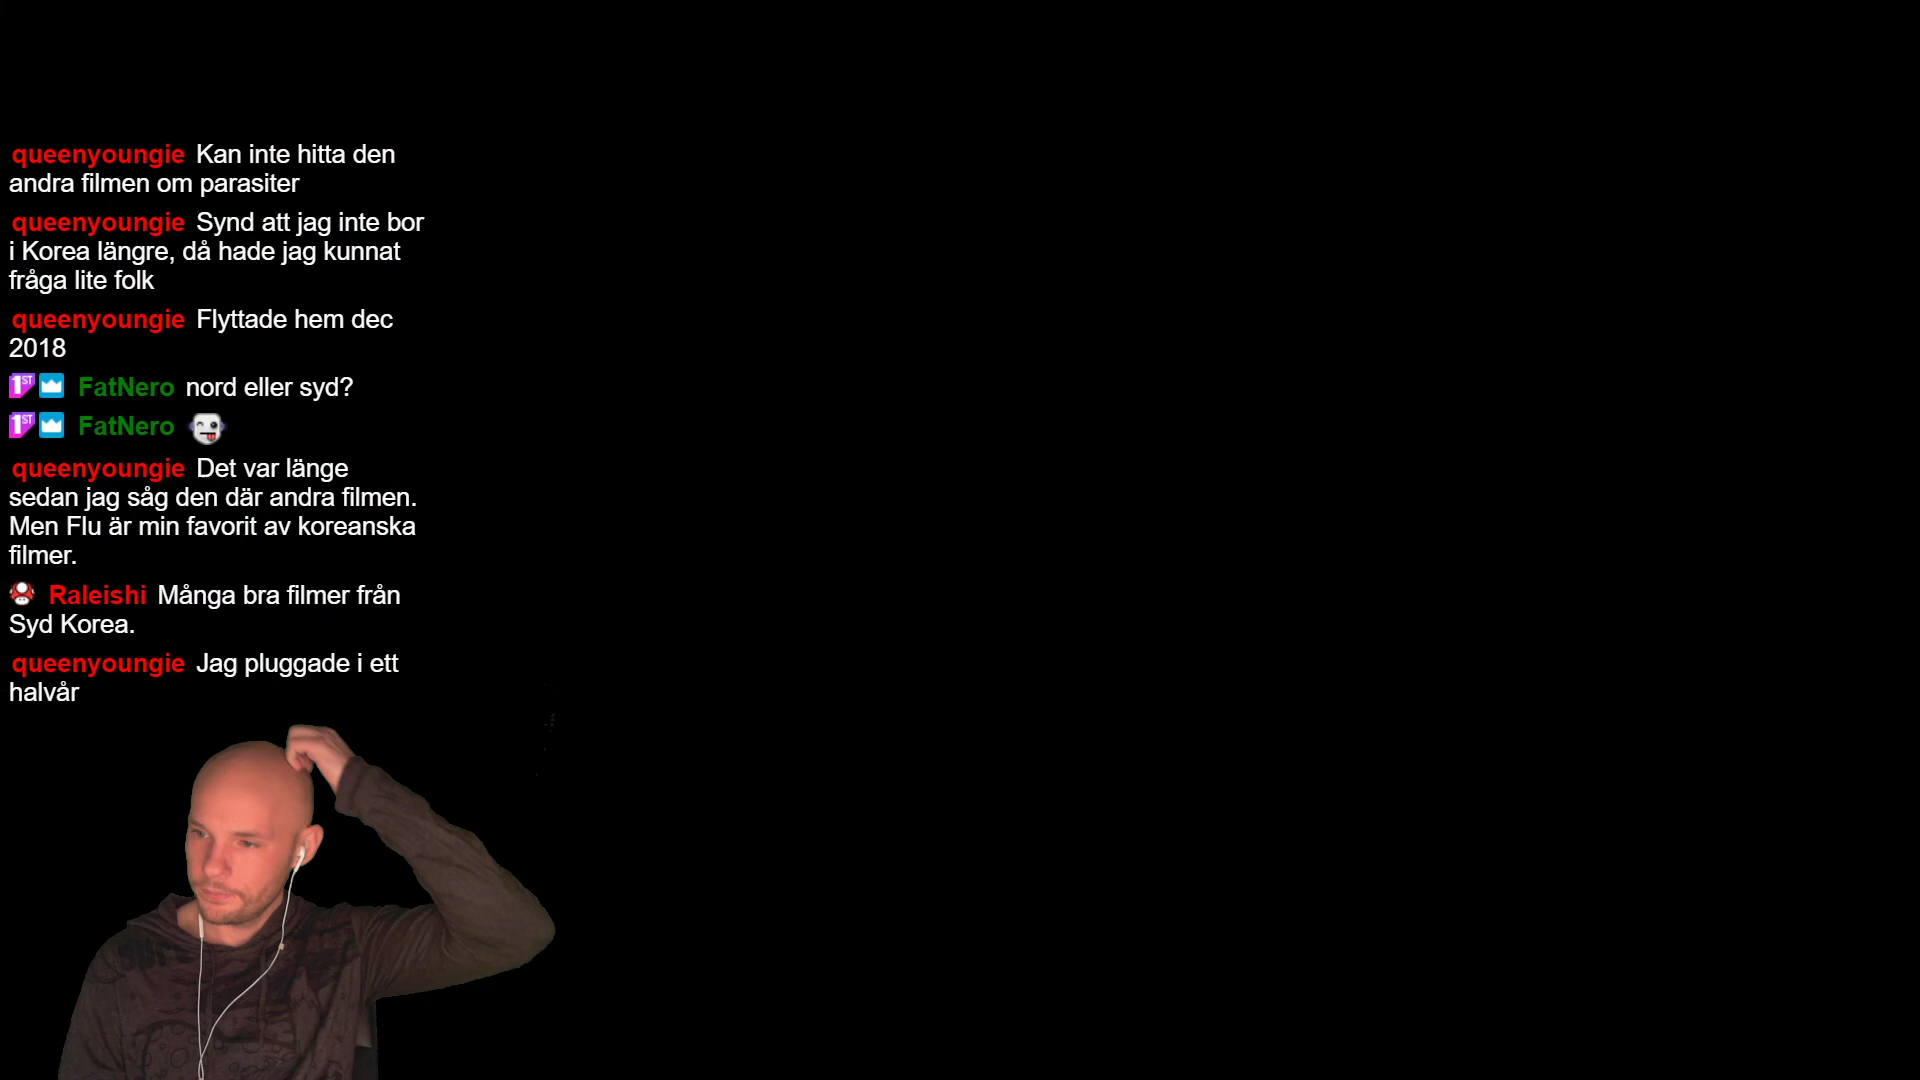 queenyoungie Kan inte hitta den
andra filmen om parasiter
queenyoungie Synd att jag inte bor
i Korea längre, då hade jag kunnat
fråga lite folk
queenyoungie Flyttade hem dec
2018
1ST FatNero nord eller syd?
1ST FatNero
queenyoungie Det var länge
sedan jag såg den där andra filmen.
Men Flu är min favorit av koreanska
filmer.
Raleishi Många bra filmer från
Syd Korea.
queenyoungie Jag pluggade i ett
halvår